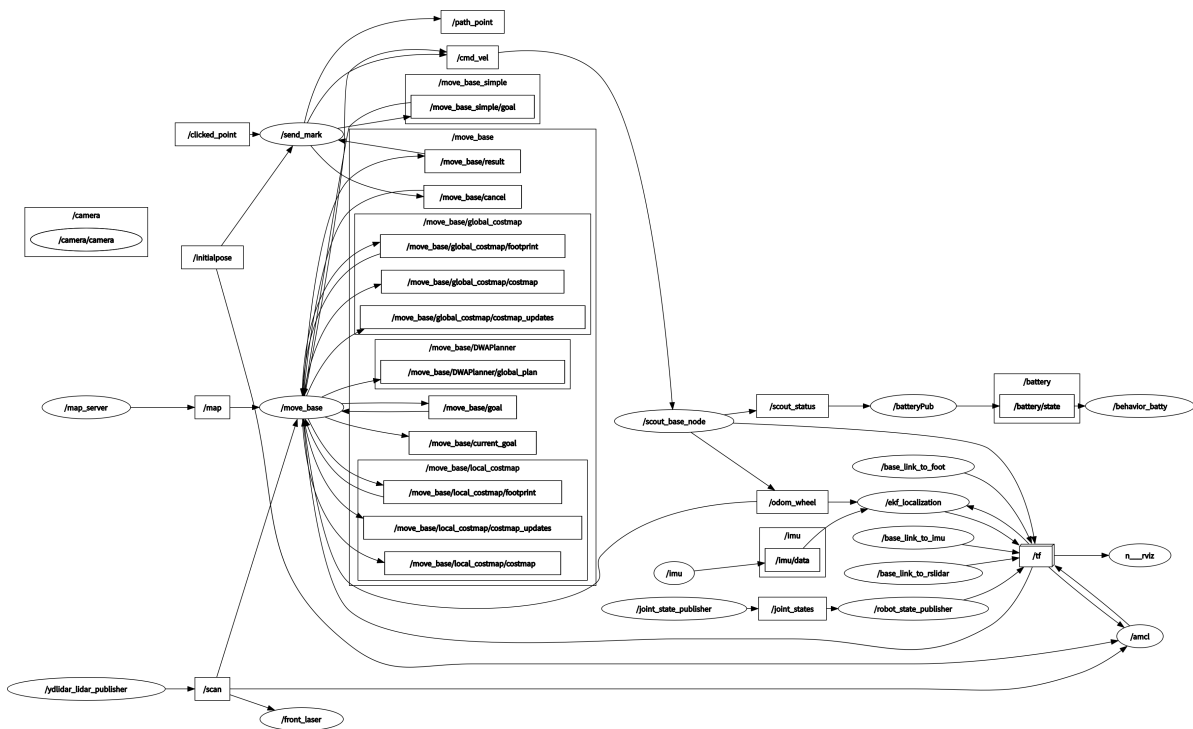 /path_point
/cmd_vel
/move_base_simple
/move_base_simple/goal
/clicked_point
/send_mark
/move_base
/move_base/result
/move_base/cancel
/camera
/camera/camera
/move_base/global_costmap
/move_base/global_costmap/footprint
/initialpose
/move_base/global_costmap/costmap
/move_base/global_costmap/costmap_updates
/move_base/DWAPlanner
/move_base/DWAPlanner/global_plan
/map_server
/map
/move_base
/move_base/goal
/move_base/current_goal
/move_base/local_costmap
/move_base/local_costmap/footprint
/move_base/local_costmap/costmap_updates
/move_base/local_costmap/costmap
/scout_base_node
/scout_status
/batteryPub
/battery
/battery/state
/behavior_batty
/base_link_to_foot
/odom_wheel
/ekf_localization
/imu
/imu/data
/base_link_to_imu
/tf
n___rviz
/imu
/base_link_to_rslidar
/joint_state_publisher
/joint_states
/robot_state_publisher
/amcl
/ydlidar_lidar_publisher
/scan
/front_laser